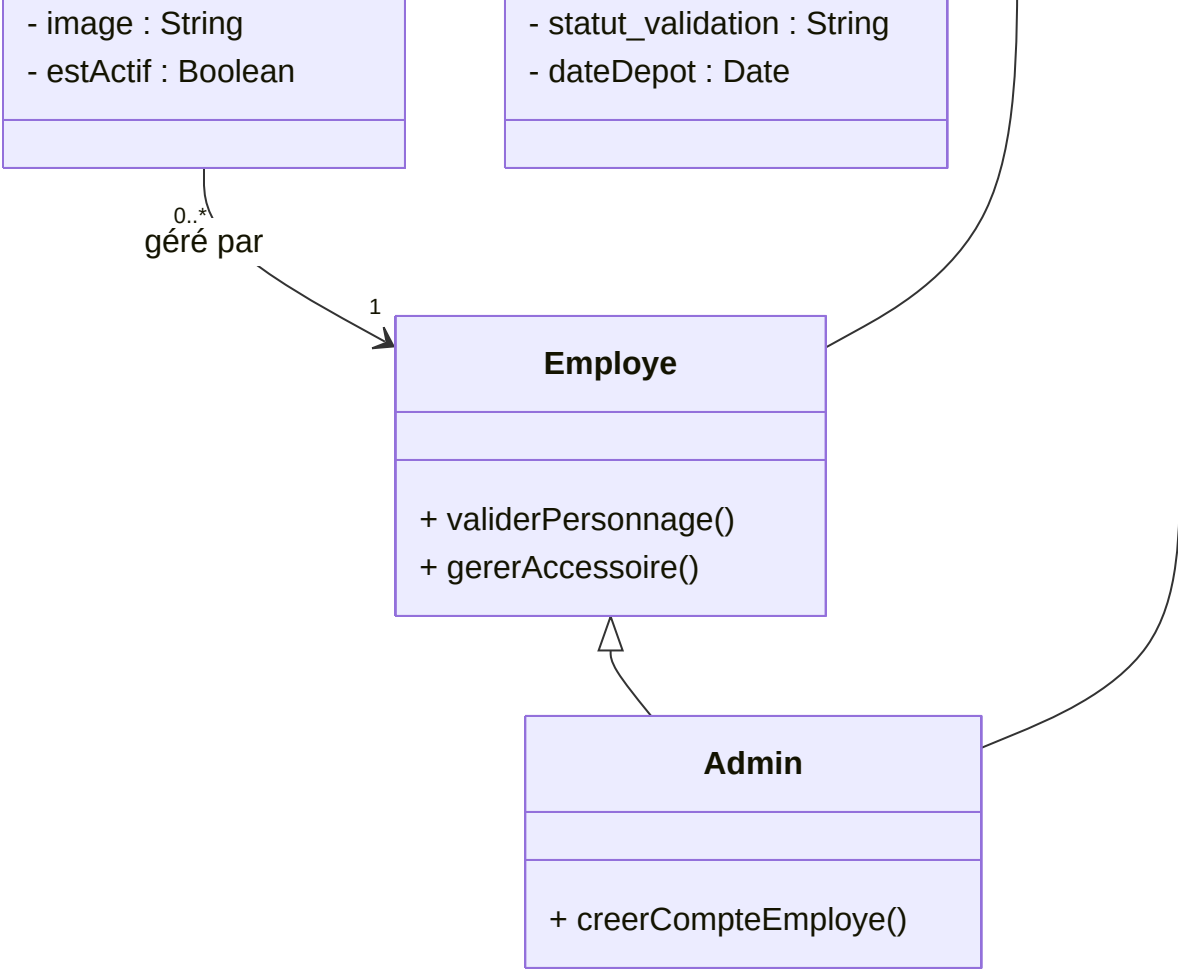 - image : String
- estActif : Boolean
- statut_validation : String
- dateDepot : Date
0..*
géré par
1
Employe
+ validerPersonnage()
+ gererAccessoire()
Admin
+ creerCompteEmploye()